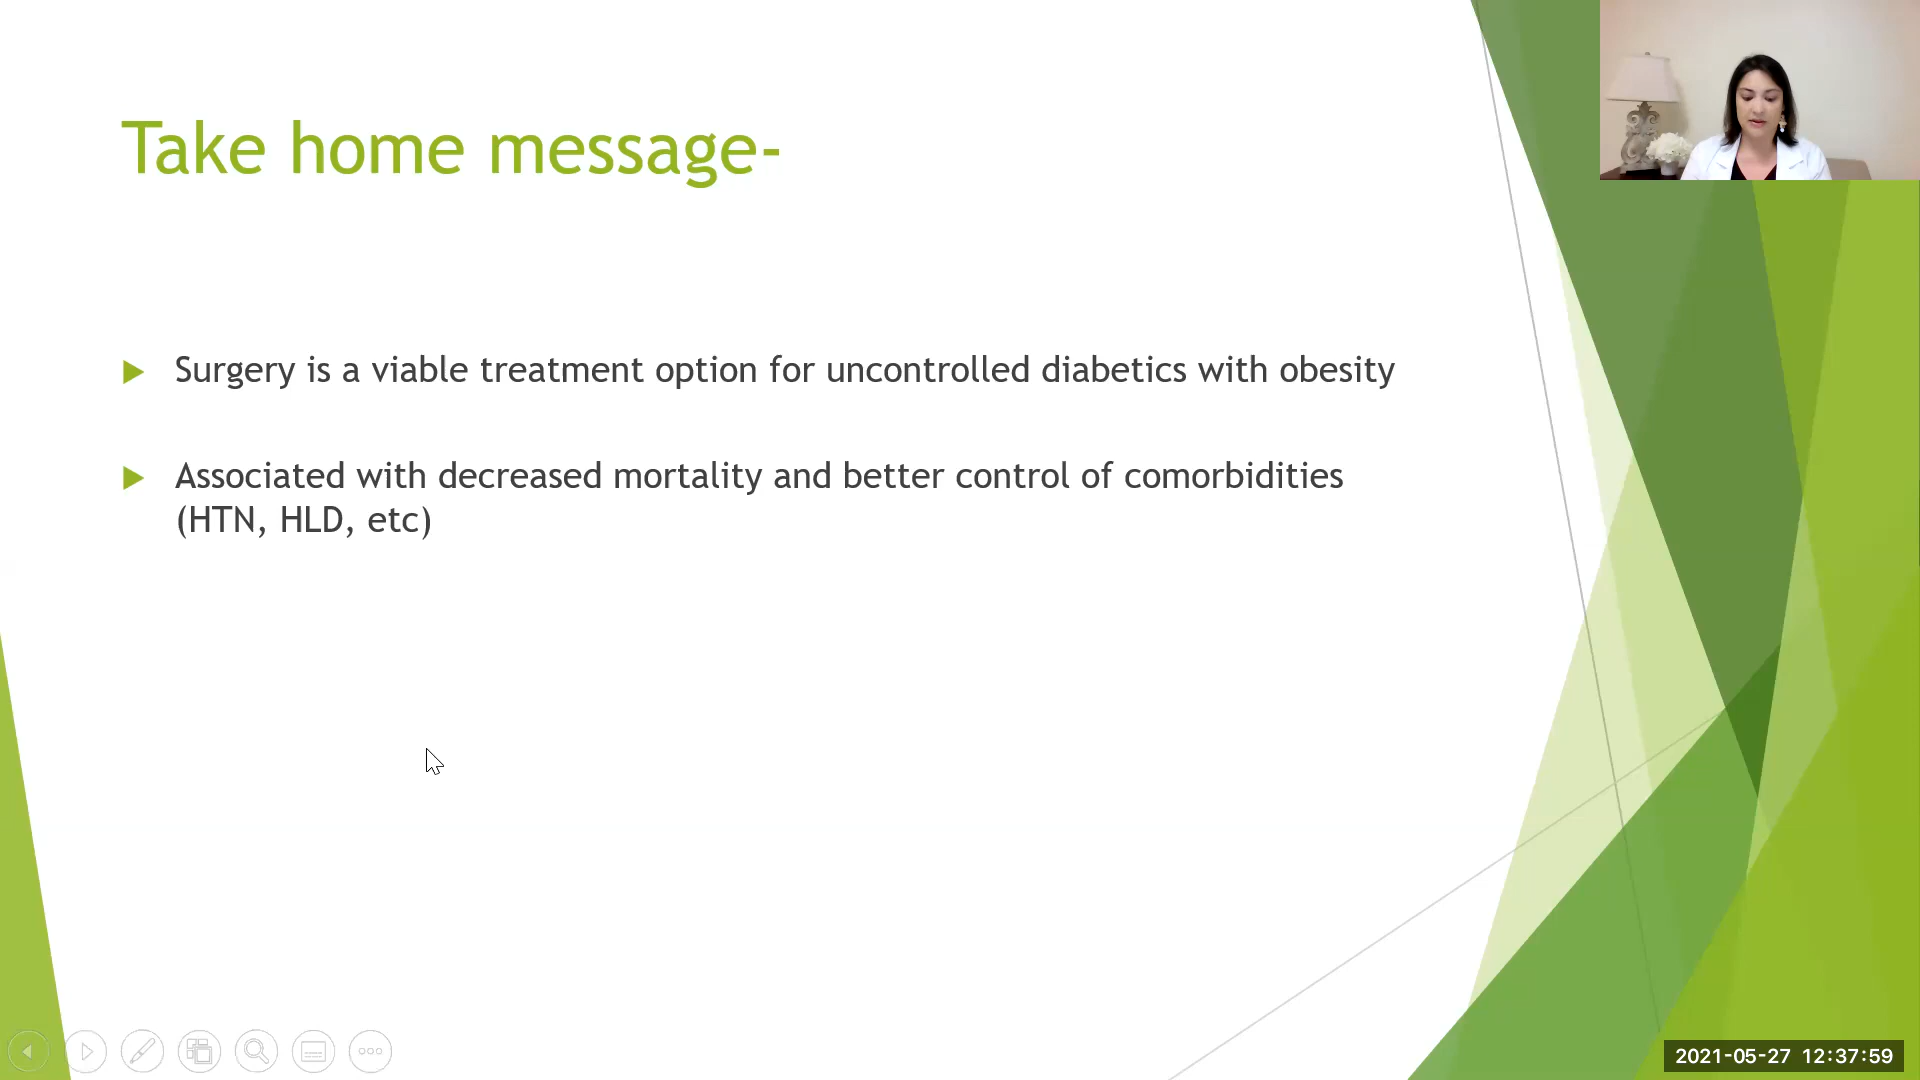 Take home message-
Surgery is a viable treatment option for uncontrolled diabetics with obesity
Associated with decreased mortality and better control of comorbidities
(HTN, HLD, etc)
2021-05-27 12:37:59